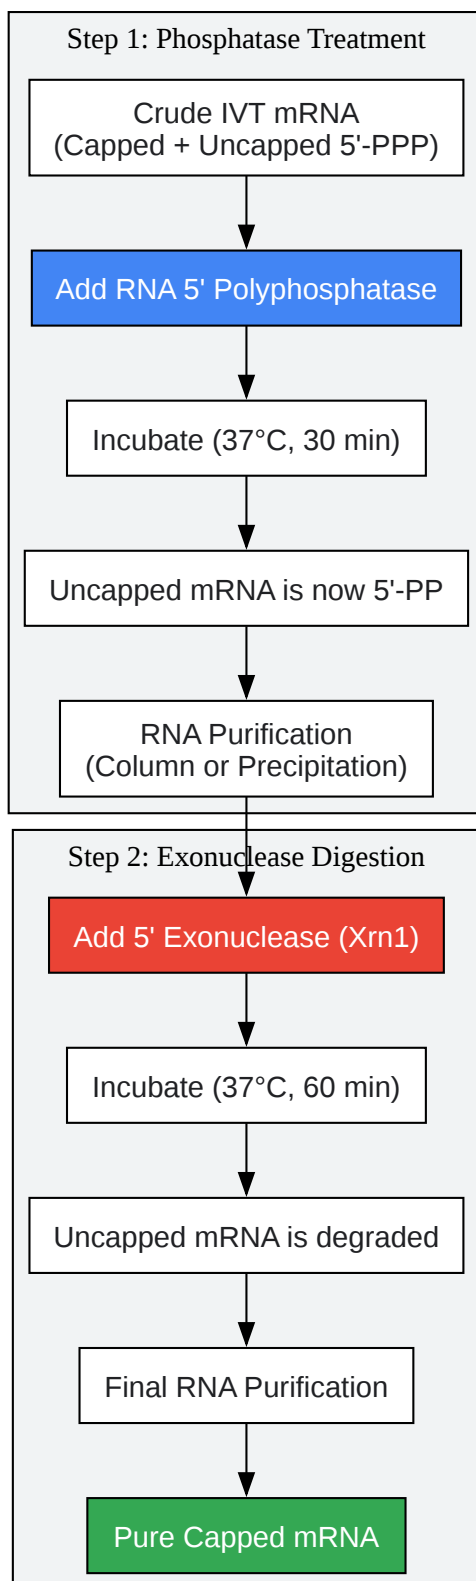 Step 1: Phosphatase Treatment
Crude IVT mRNA
(Capped + Uncapped 5'-PPP)
Add RNA 5' Polyphosphatase
Incubate (37°C, 30 min)
Uncapped mRNA is now 5'-PP
RNA Purification
(Column or Precipitation)
Step 2: Exonuclease Digestion
Add 5' Exonuclease (Xrn1)
Incubate (37°C, 60 min)
Uncapped mRNA is degraded
Final RNA Purification
Pure Capped mRNA